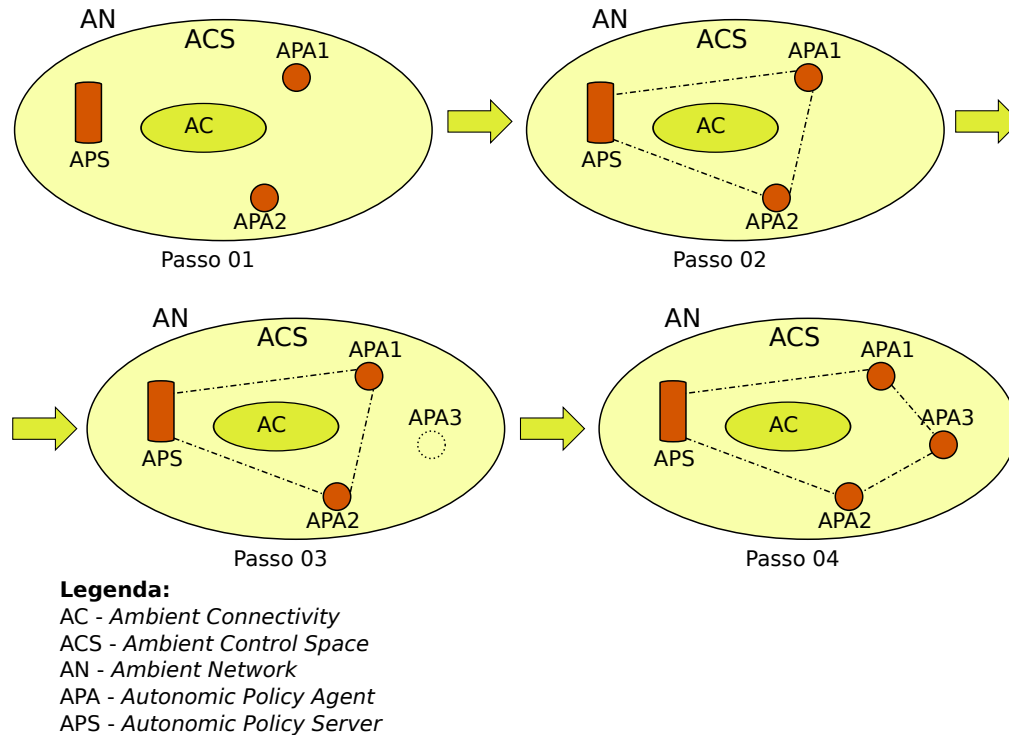 AN
ACS
APA1
APS
AC
APA2
Passo 01
AN
ACS
APA1
APS
AC
APA2
Passo 02
AN
ACS
APA1
APA3
APS
AC
APA2
Passo 03
AN
ACS
APA1
APA3
APS
AC
APA2
Passo 04
Legenda:
AC - Ambient Connectivity
ACS - Ambient Control Space
AN - Ambient Network
APA - Autonomic Policy Agent
APS - Autonomic Policy Server